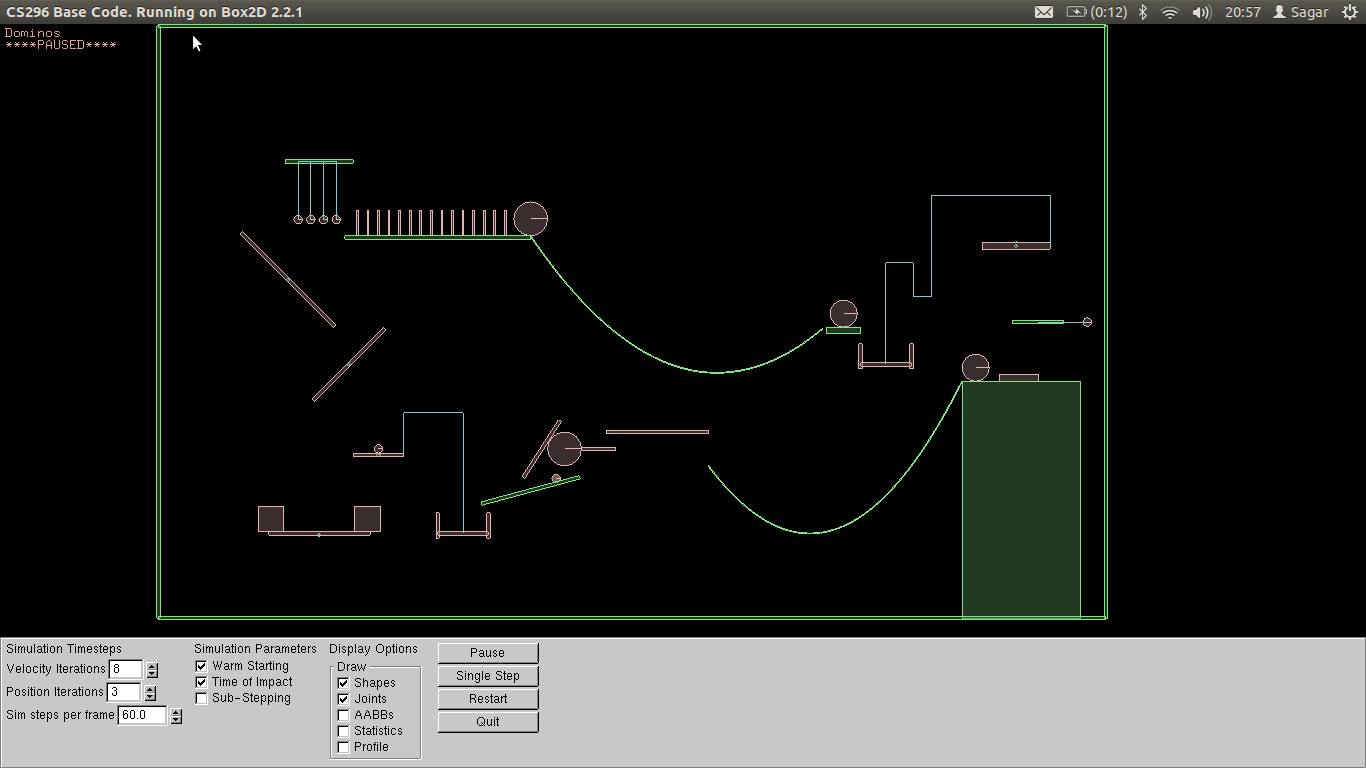 CS296 Base Code. Running on Box2D 2.2.1
(0:12) 20:57 Sagar
Dominos
****PAUSED****
Simulation Timesteps
Velocity Iterations 8
Position Iterations 3
Sim steps per frame 60.0
Simulation Parameters
Warm Starting
Time of Impact
Sub-Stepping
Display Options
Draw
Shapes
Joints
AABBs
Statistics
Profile
Pause
Single Step
Restart
Quit